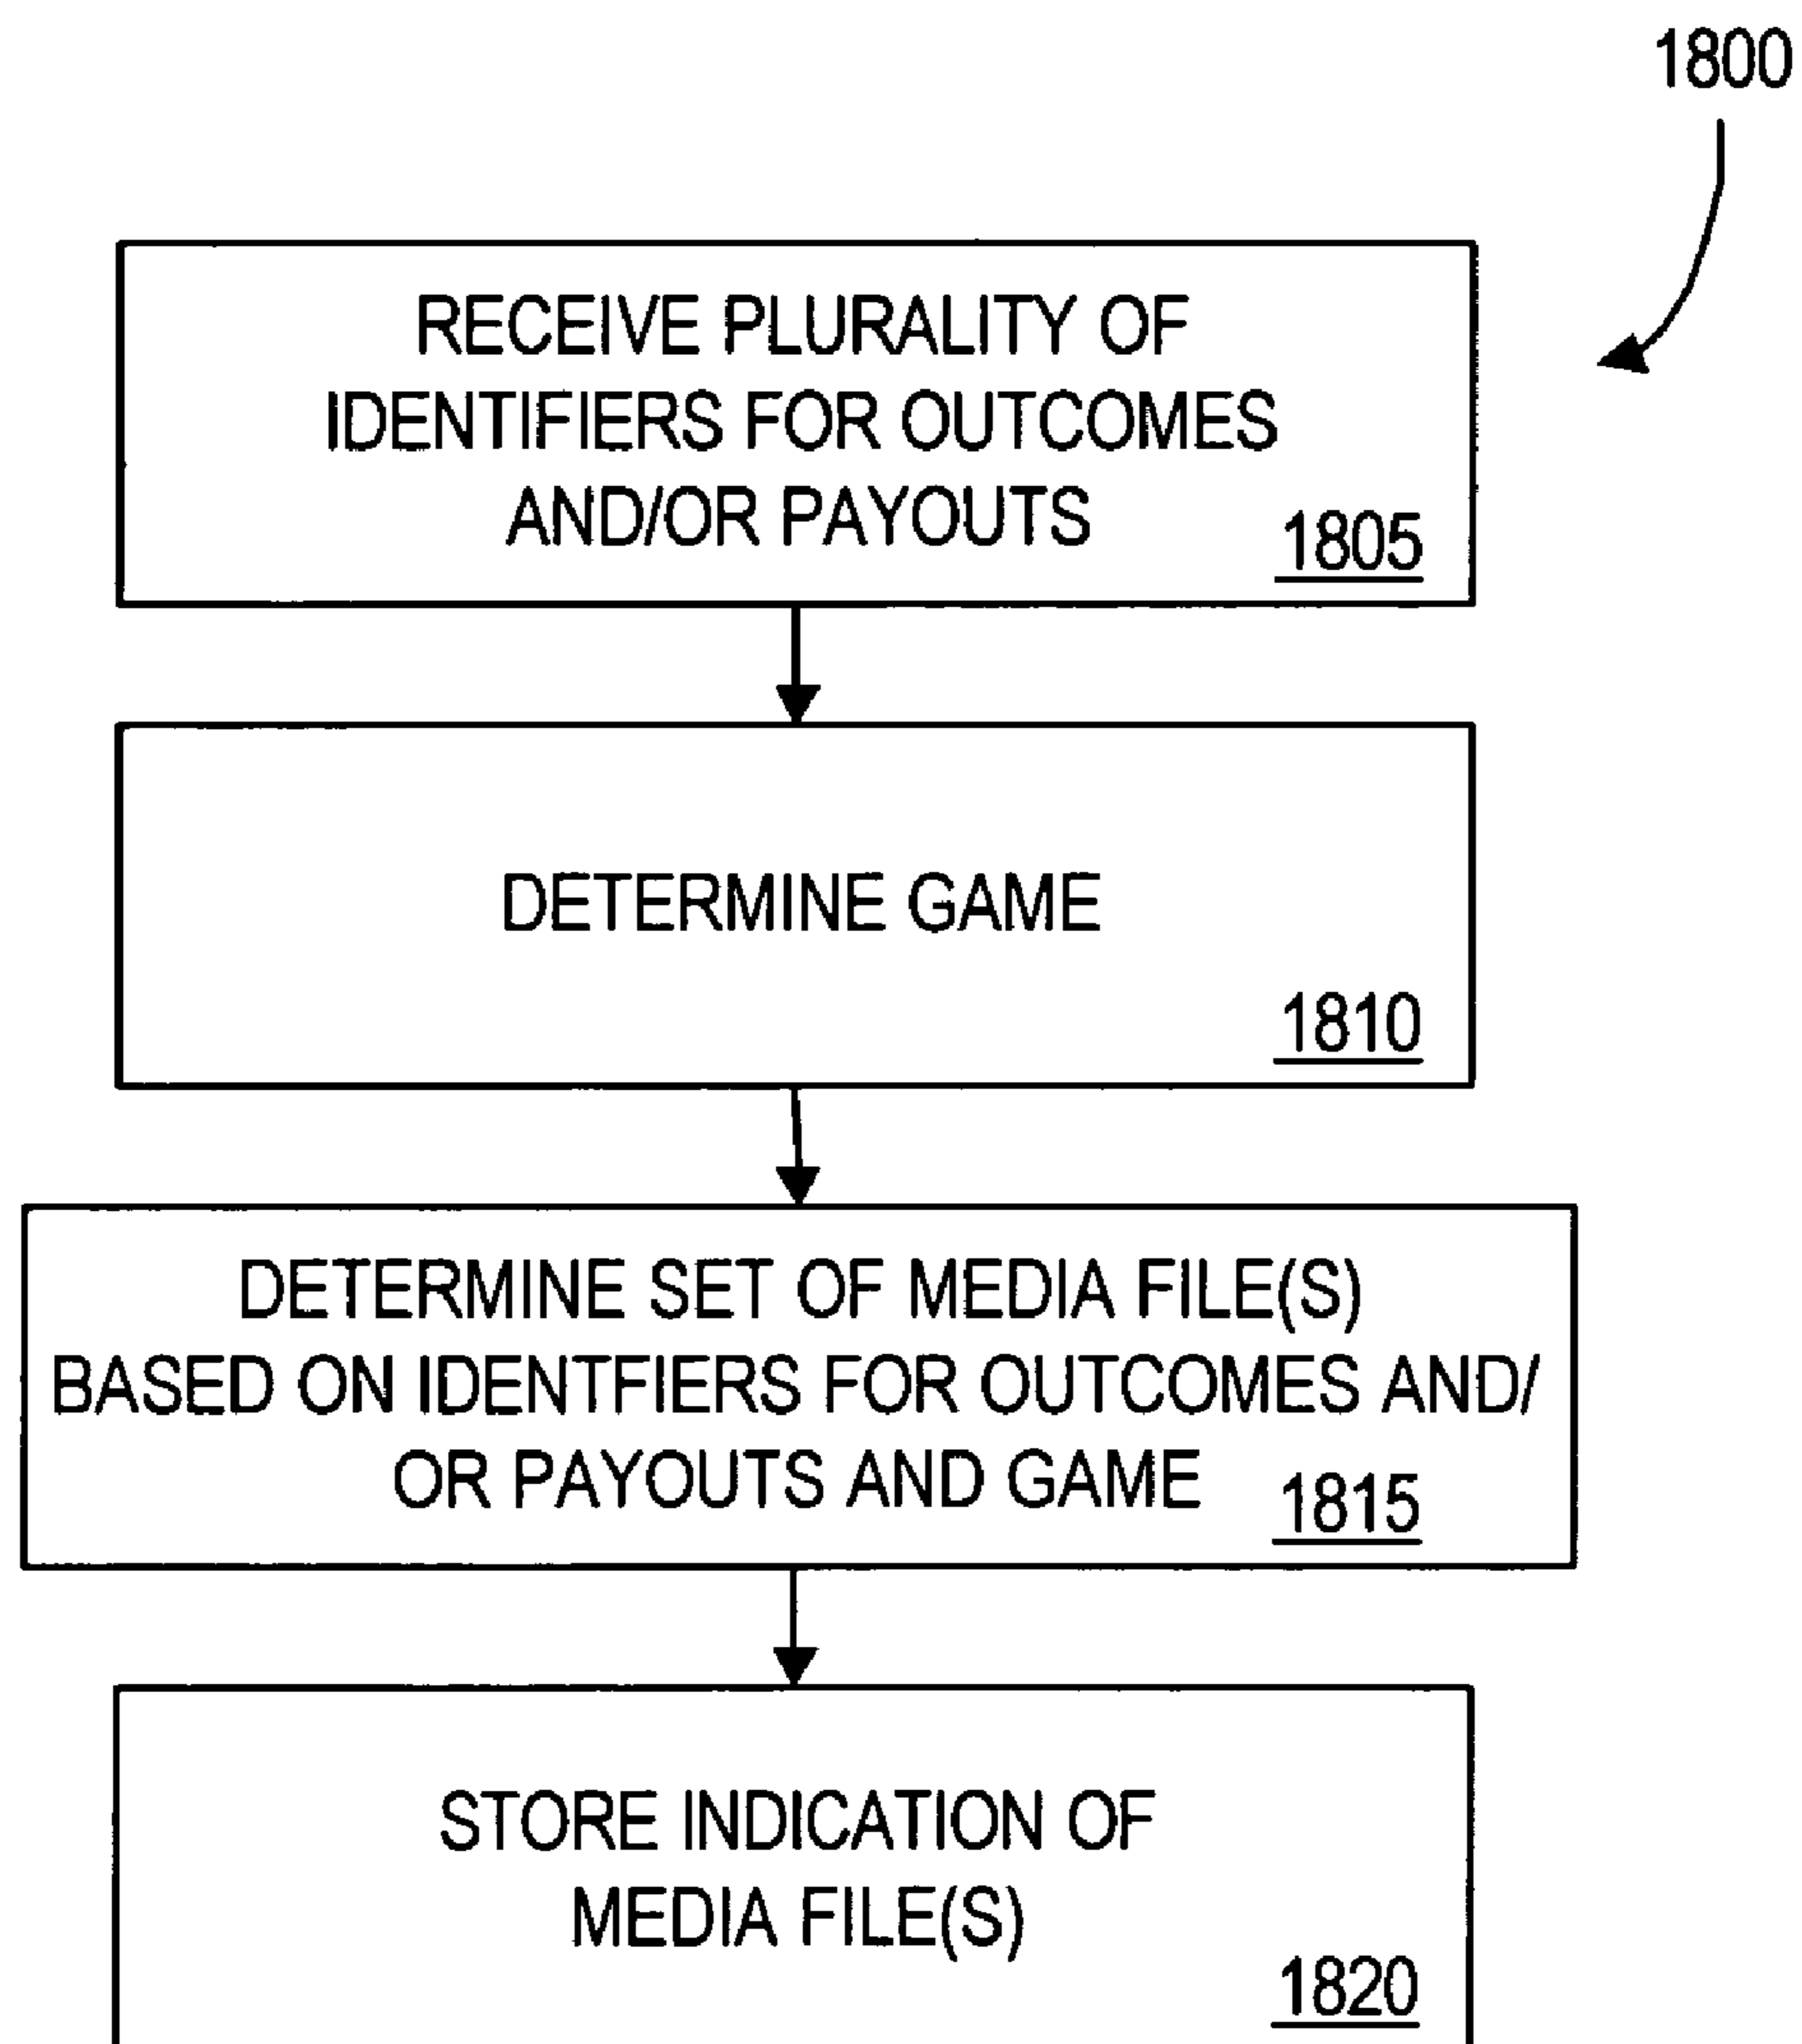 1800
RECEIVE PLURALITY OF
IDENTIFIERS FOR OUTCOMES
AND/OR PAYOUTS
1805
DETERMINE GAME
1810
DETERMINE SET OF MEDIA FILE(S)
BASED ON IDENTFIERS FOR OUTCOMES AND/
OR PAYOUTS AND GAME
1815
STORE INDICATION OF
MEDIA FILE(S)
1820